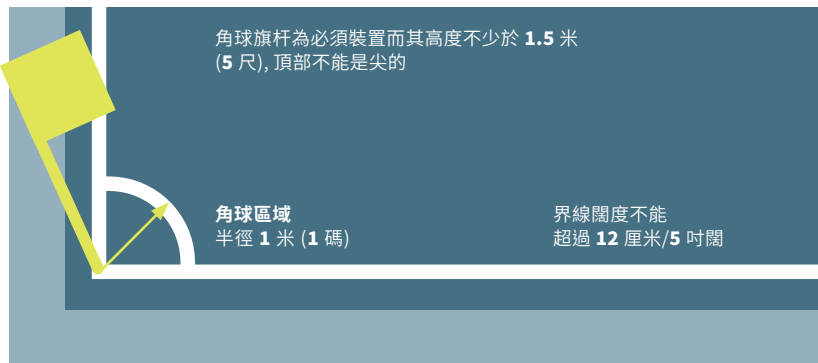 角球旗杆為必須裝置而其高度不少於 1.5 米
(5 尺), 頂部不能是尖的
角球區域
半徑 1 米 (1 碼)
界線闊度不能
超過 12 厘米/5 吋闊